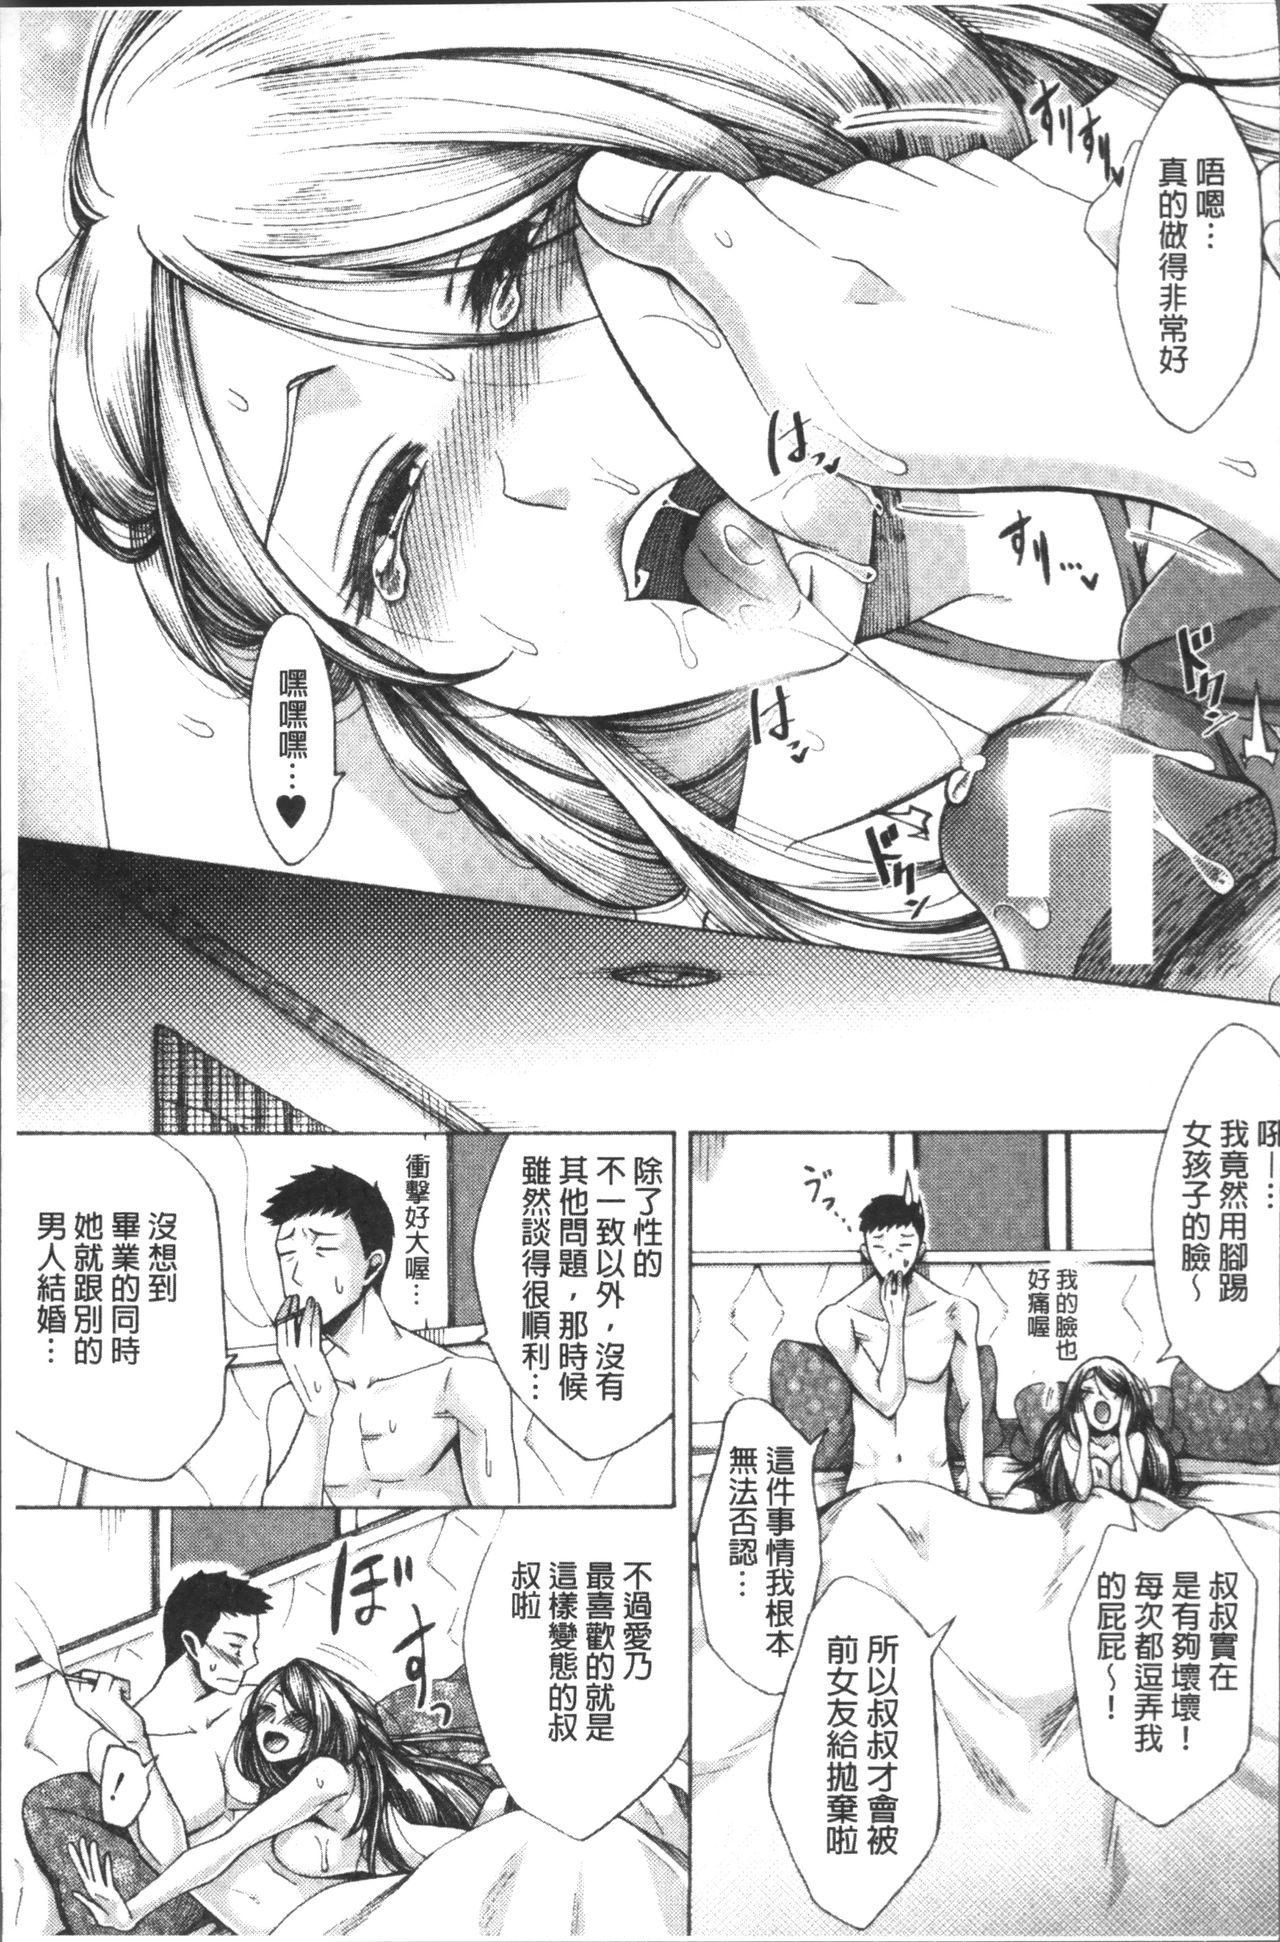 唔嗯…
真的做得非常好
すりすりすり
はっ
すり…
ドクン
はっ
ドクン
嘿嘿嘿…♥
吼—…
我竟然用腳踢
女孩子的臉～
ブッ…
我的臉也
好痛喔
叔叔實在
是有夠壞壞！
每次都逗弄我
的屁屁～！
這件事情我根本
無法否認…
所以叔叔才會被
前女友給拋棄啦
除了性的
不一致以外，沒有
其他問題，那時候
雖然談得很順利…
衝擊好大喔…
沒想到
畢業的同時
她就跟別的
男人結婚…
不過愛乃
最喜歡的就是
這樣變態的叔
叔啦
ぼすっ
！